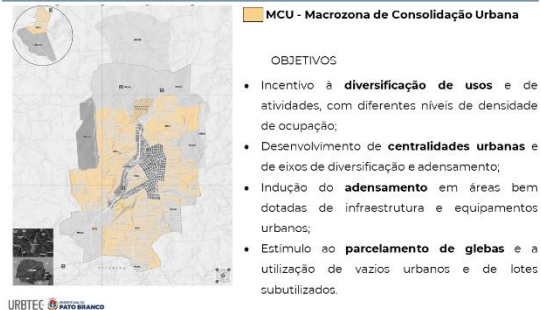 MCU - Macrozona de Consolidação Urbana
OBJETIVOS
• Incentivo à diversificação de usos e de
atividades, com diferentes níveis de densidade
de ocupação;
• Desenvolvimento de centralidades urbanas e
de eixos de diversificação e adensamento;
• Indução do adensamento em áreas bem
dotadas de infraestrutura e equipamentos
urbanos;
• Estímulo ao parcelamento de glebas e a
utilização de vazios urbanos e de lotes
subutilizados.
URBTEC
PATO BRANCO